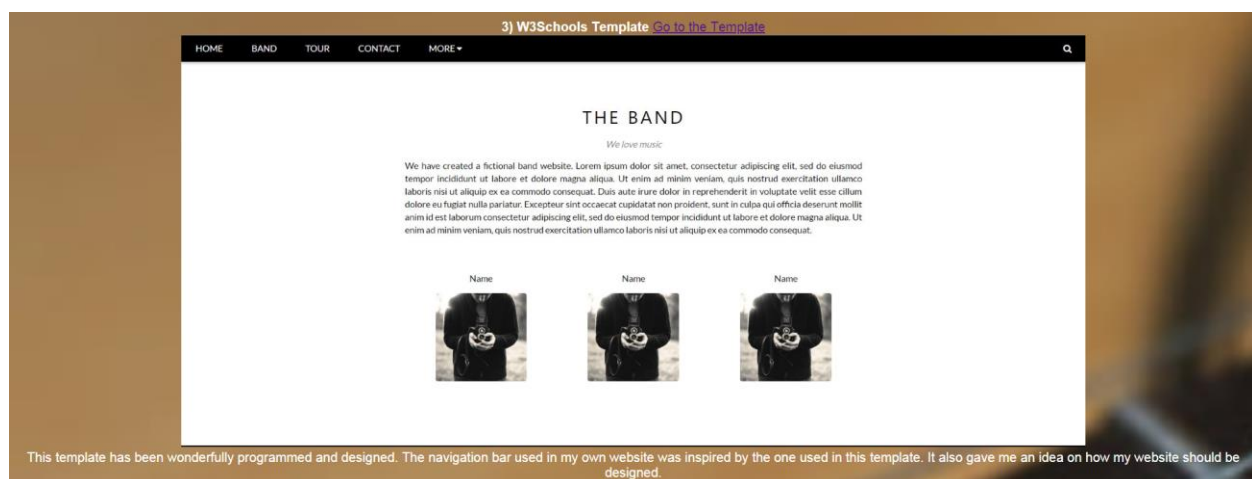 3) W3Schools Template Go to the Template
HOME BAND TOUR CONTACT MORE
THE BAND
We love music
We have created a fictional band website. Lorem ipsum dolor sit amet, consectetur adipiscing elit, sed do eiusmod
tempor incididunt ut labore et dolore magna aliqua. Ut enim ad minim veniam, quis nostrud exercitation ullamco
laboris nisi ut aliquip ex ea commodo consequat. Duis aute irure dolor in reprehenderit in voluptate velit esse cillum
dolore eu fugiat nulla pariatur. Excepteur sint occaecat cupidatat non proident, sunt in culpa qui officia deserunt mollit
anim id est laborum consectetur adipiscing elit, sed do eiusmod tempor incididunt ut labore et dolore magna aliqua. Ut
enim ad minim veniam, quis nostrud exercitation ullamco laboris nisi ut aliquip ex ea commodo consequat.
Name Name Name
This template has been wonderfully programmed and designed. The navigation bar used in my own website was inspired by the one used in this template. It also gave me an idea on how my website should be
designed.